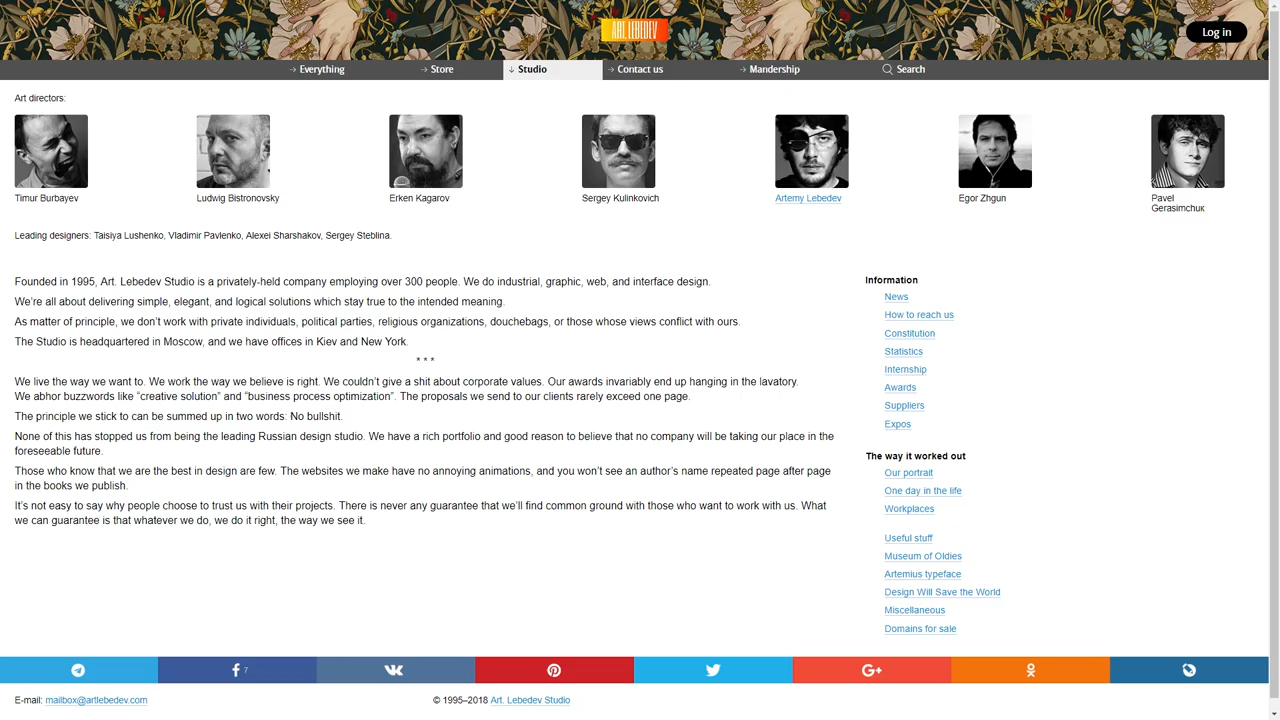 ART. LEBEDEV
Log in
Everything
Store
Studio
Contact us
Mandership
Search
Art directors:
Timur Burbayev
Ludwig Bistronovsky
Erken Kagarov
Sergey Kulinkovich
Artemy Lebedev
Egor Zhgun
Pavel
Gerasimchuк
Leading designers: Taisiya Lushenko, Vladimir Pavlenko, Alexei Sharshakov, Sergey Steblina.
Founded in 1995, Art. Lebedev Studio is a privately-held company employing over 300 people. We do industrial, graphic, web, and interface design.
We’re all about delivering simple, elegant, and logical solutions which stay true to the intended meaning.
As matter of principle, we don’t work with private individuals, political parties, religious organizations, douchebags, or those whose views conflict with ours.
The Studio is headquartered in Moscow, and we have offices in Kiev and New York.
* * *
We live the way we want to. We work the way we believe is right. We couldn’t give a shit about corporate values. Our awards invariably end up hanging in the lavatory.
We abhor buzzwords like “creative solution” and “business process optimization”. The proposals we send to our clients rarely exceed one page.
The principle we stick to can be summed up in two words: No bullshit.
None of this has stopped us from being the leading Russian design studio. We have a rich portfolio and good reason to believe that no company will be taking our place in the
foreseeable future.
Those who know that we are the best in design are few. The websites we make have no annoying animations, and you won’t see an author’s name repeated page after page
in the books we publish.
It’s not easy to say why people choose to trust us with their projects. There is never any guarantee that we’ll find common ground with those who want to work with us. What
we can guarantee is that whatever we do, we do it right, the way we see it.
Information
News
How to reach us
Constitution
Statistics
Internship
Awards
Suppliers
Expos
The way it worked out
Our portrait
One day in the life
Workplaces
Useful stuff
Museum of Oldies
Artemius typeface
Design Will Save the World
Miscellaneous
Domains for sale
7
E-mail: mailbox@artlebedev.com
© 1995–2018 Art. Lebedev Studio